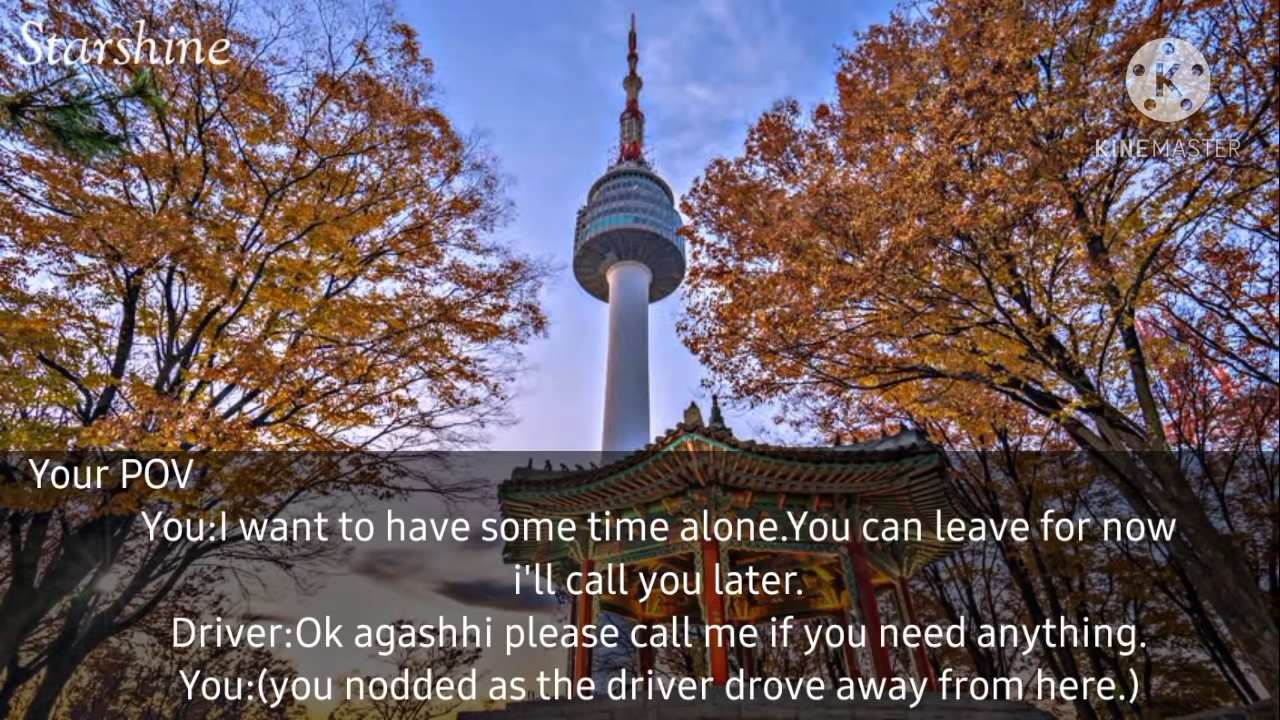 Starshine
K
KINEMASTER
Your POV
You:I want to have some time alone.You can leave for now
i'll call you later.
Driver:Ok agashhi please call me if you need anything.
You:(you nodded as the driver drove away from here.)